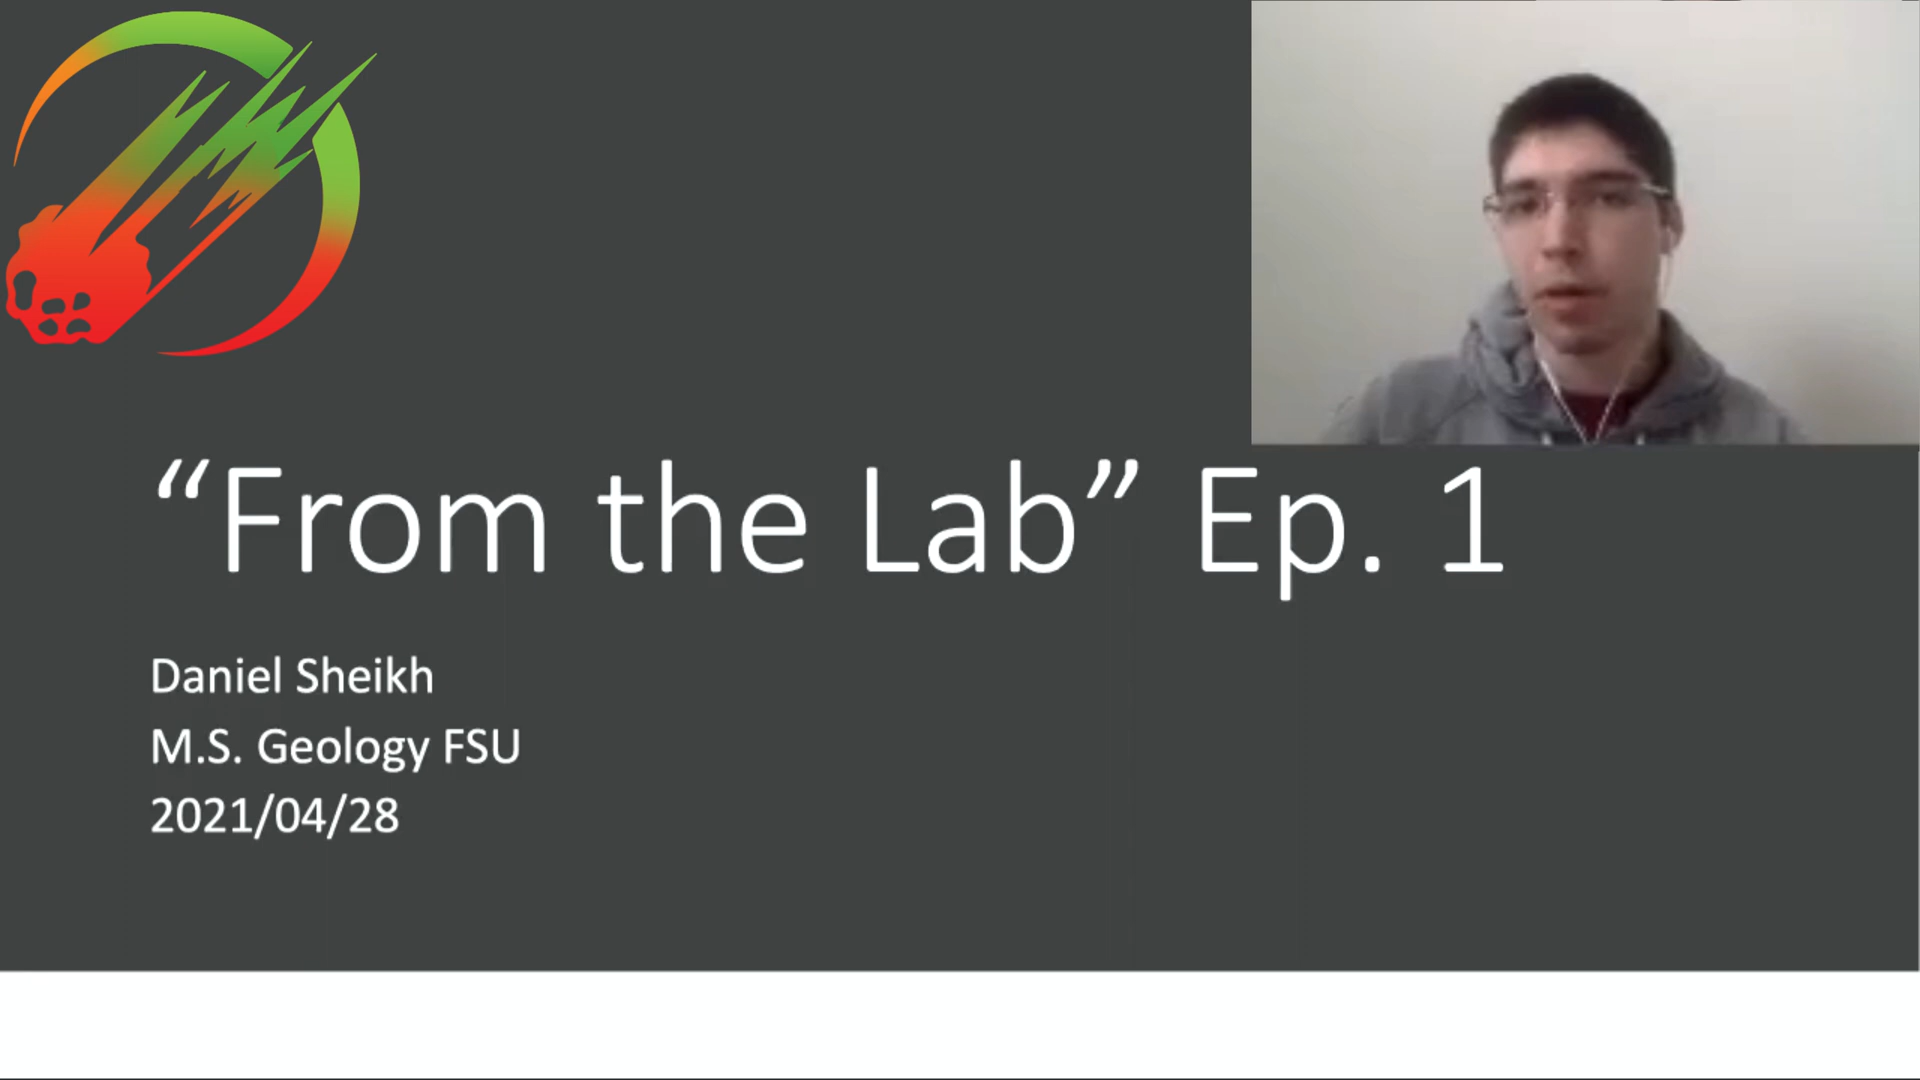 “From the Lab” Ep. 1
Daniel Sheikh
M.S. Geology FSU
2021/04/28